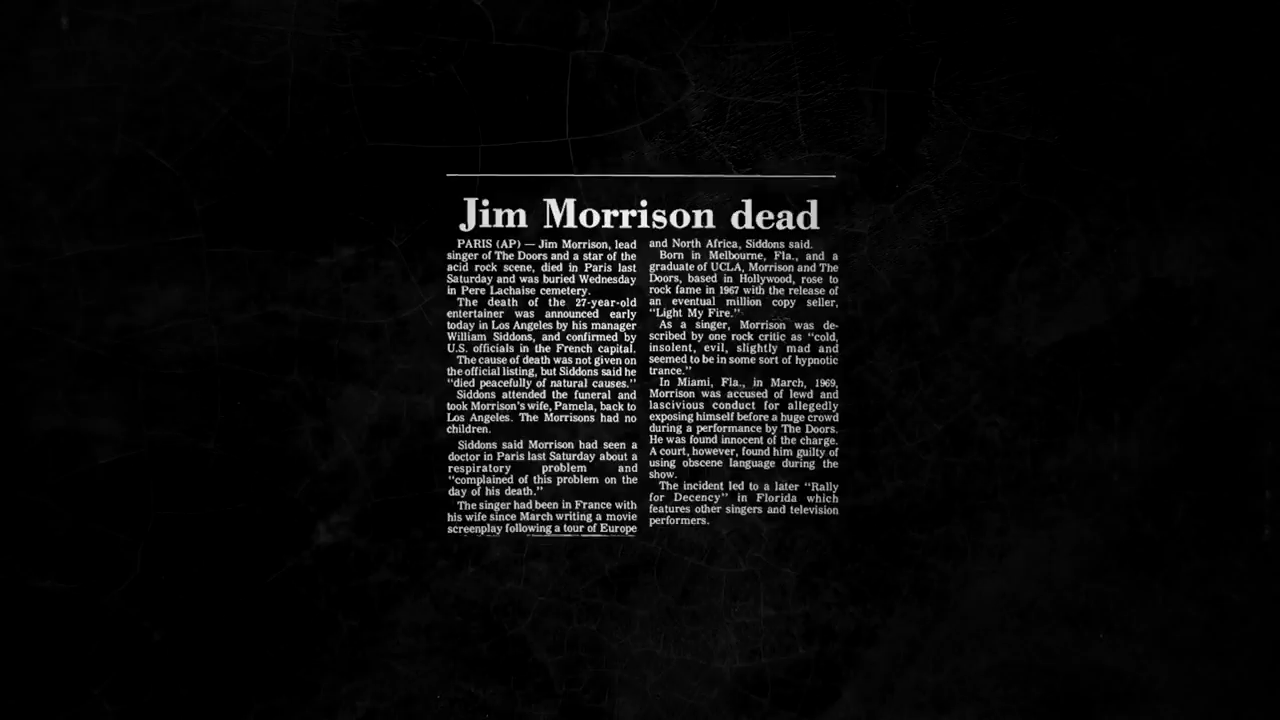 Jim Morrison dead
PARIS (AP) — Jim Morrison, lead
singer of The Doors and a star of the
acid rock scene, died in Paris last
Saturday and was buried Wednesday
in Pere Lachaise cemetery.
The death of the 27-year-old
entertainer was announced early
today in Los Angeles by his manager
William Siddons, and confirmed by
U.S. officials in the French capital.
The cause of death was not given on
the official listing, but Siddons said he
“died peacefully of natural causes.”
Siddons attended the funeral and
took Morrison's wife, Pamela, back to
Los Angeles. The Morrisons had no
children.
Siddons said Morrison had seen a
doctor in Paris last Saturday about a
respiratory problem and
“complained of this problem on the
day of his death.”
The singer had been in France with
his wife since March writing a movie
screenplay following a tour of Europe
and North Africa, Siddons said.
Born in Melbourne, Fla., and a
graduate of UCLA, Morrison and The
Doors, based in Hollywood, rose to
rock fame in 1967 with the release of
an eventual million copy seller,
“Light My Fire.”
As a singer, Morrison was de-
scribed by one rock critic as “cold,
insolent, evil, slightly mad and
seemed to be in some sort of hypnotic
trance.”
In Miami, Fla., in March, 1969,
Morrison was accused of lewd and
lascivious conduct for allegedly
exposing himself before a huge crowd
during a performance by The Doors.
He was found innocent of the charge.
A court, however, found him guilty of
using obscene language during the
show.
The incident led to a later “Rally
for Decency” in Florida which
features other singers and television
performers.